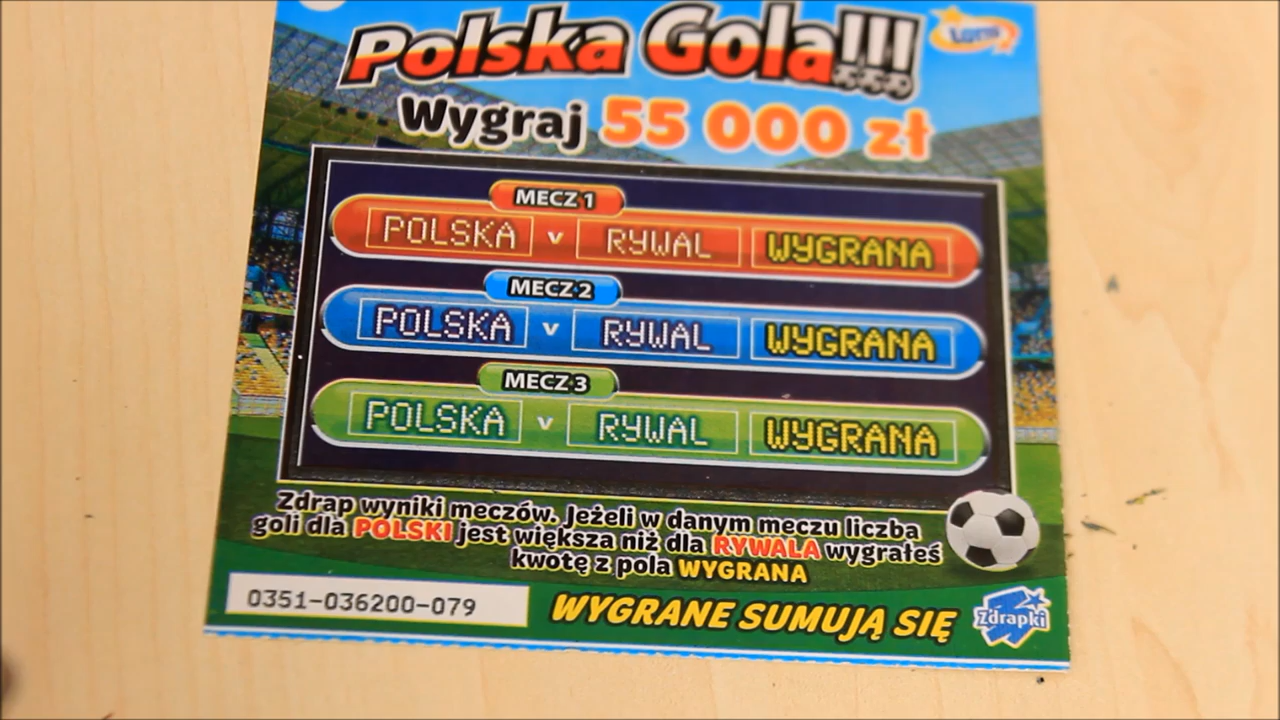 Polska Gola!!!
LOTTO
Wygraj 55 000 zł
MECZ 1
POLSKA v RYWAL WYGRANA
MECZ 2
POLSKA v RYWAL WYGRANA
MECZ 3
POLSKA v RYWAL WYGRANA
Zdrap wyniki meczów. Jeżeli w danym meczu liczba
goli dla POLSKI jest większa niż dla RYWALA wygrałeś
kwotę z pola WYGRANA
0351-036200-079
WYGRANE SUMUJĄ SIĘ
Zdrapki